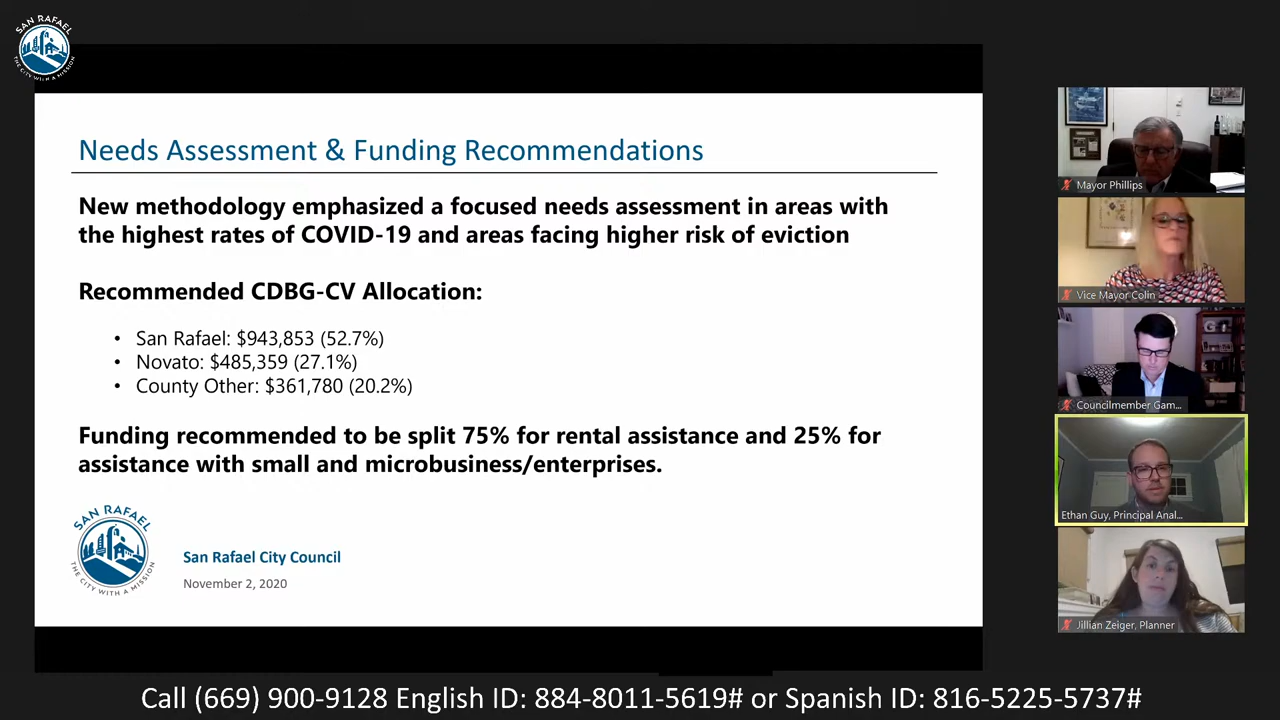 SAN RAFAEL
THE CITY WITH A MISSION
Needs Assessment & Funding Recommendations
New methodology emphasized a focused needs assessment in areas with
the highest rates of COVID-19 and areas facing higher risk of eviction
Recommended CDBG-CV Allocation:
• San Rafael: $943,853 (52.7%)
• Novato: $485,359 (27.1%)
• County Other: $361,780 (20.2%)
Funding recommended to be split 75% for rental assistance and 25% for
assistance with small and microbusiness/enterprises.
SAN RAFAEL
THE CITY WITH A MISSION
San Rafael City Council
November 2, 2020
Mayor Phillips
Vice Mayor Colin
Councilmember Gam...
Ethan Guy, Principal Anal...
Jillian Zeiger, Planner
Call (669) 900-9128 English ID: 884-8011-5619# or Spanish ID: 816-5225-5737#